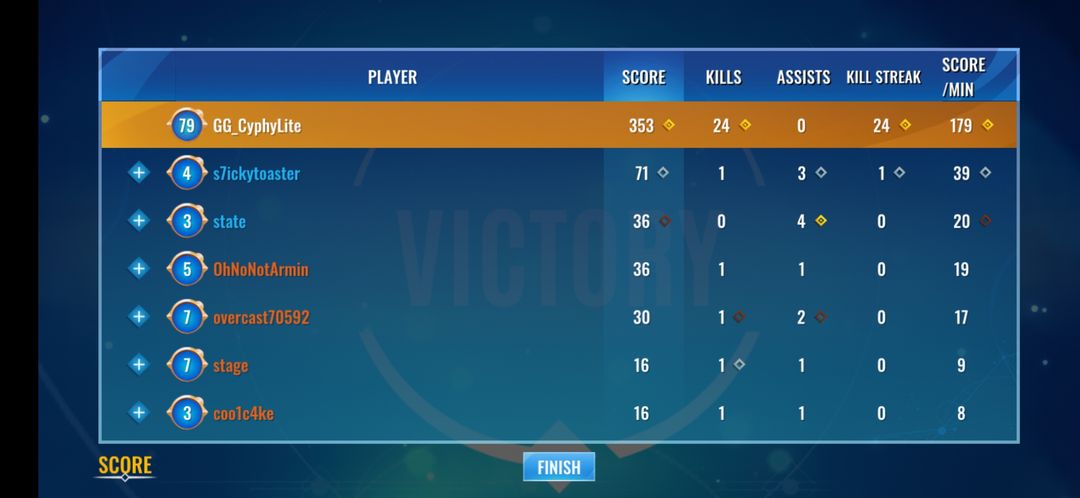 PLAYER SCORE KILLS ASSISTS KILL STREAK SCORE /MIN
79 GG_CyphyLite 353 24 0 24 179
4 s7ickytoaster 71 1 3 1 39
3 state 36 0 4 0 20
5 OhNoNotArmin 36 1 1 0 19
7 overcast70592 30 1 2 0 17
7 stage 16 1 1 0 9
3 coo1c4ke 16 1 1 0 8
VICTORY
SCORE
FINISH